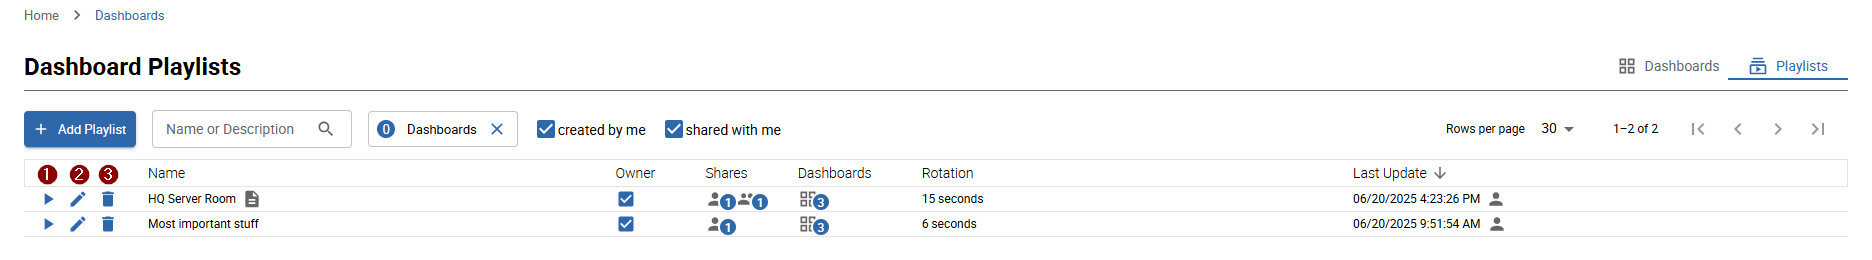 Home > Dashboards
Dashboard Playlists
Dashboards Playlists
+ Add Playlist Name or Description 0 Dashboards created by me shared with me Rows per page 30 1–2 of 2
1 2 3 Name Owner Shares Dashboards Rotation Last Update
HQ Server Room 1 1 3 15 seconds 06/20/2025 4:23:26 PM
Most important stuff 1 3 6 seconds 06/20/2025 9:51:54 AM